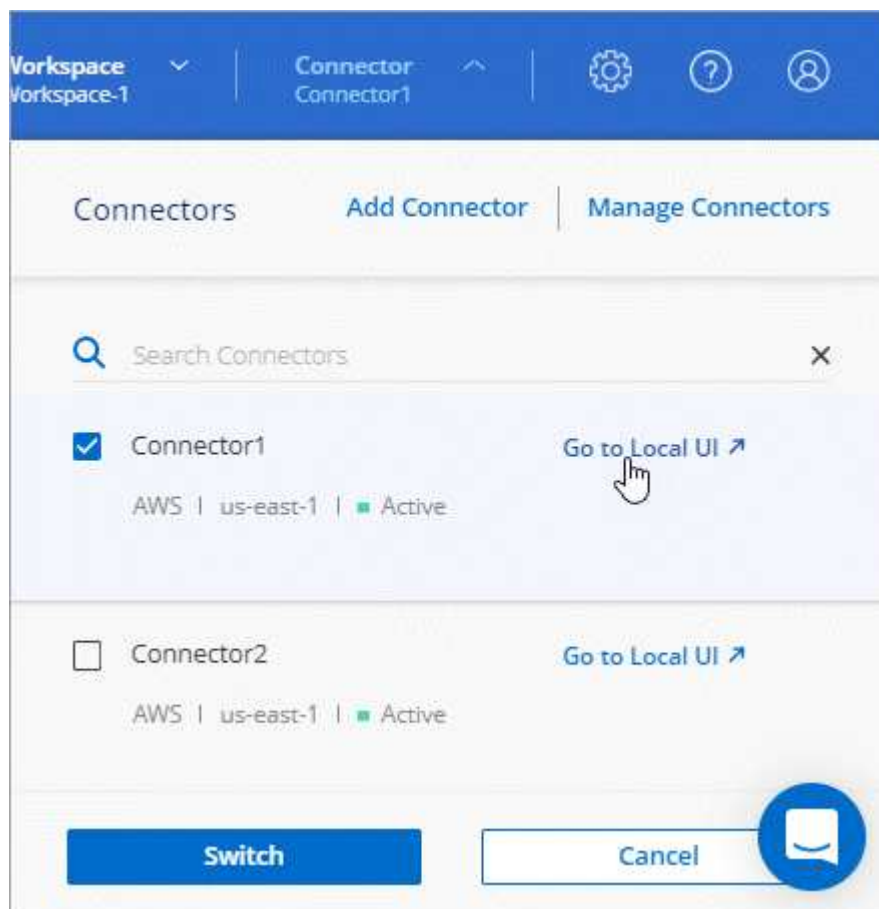 Workspace
Workspace-1
Connector
Connector1
Connectors
Add Connector
Manage Connectors
Search Connectors
Connector1
Go to Local UI
AWS | us-east-1 | Active
Connector2
Go to Local UI
AWS | us-east-1 | Active
Switch
Cancel